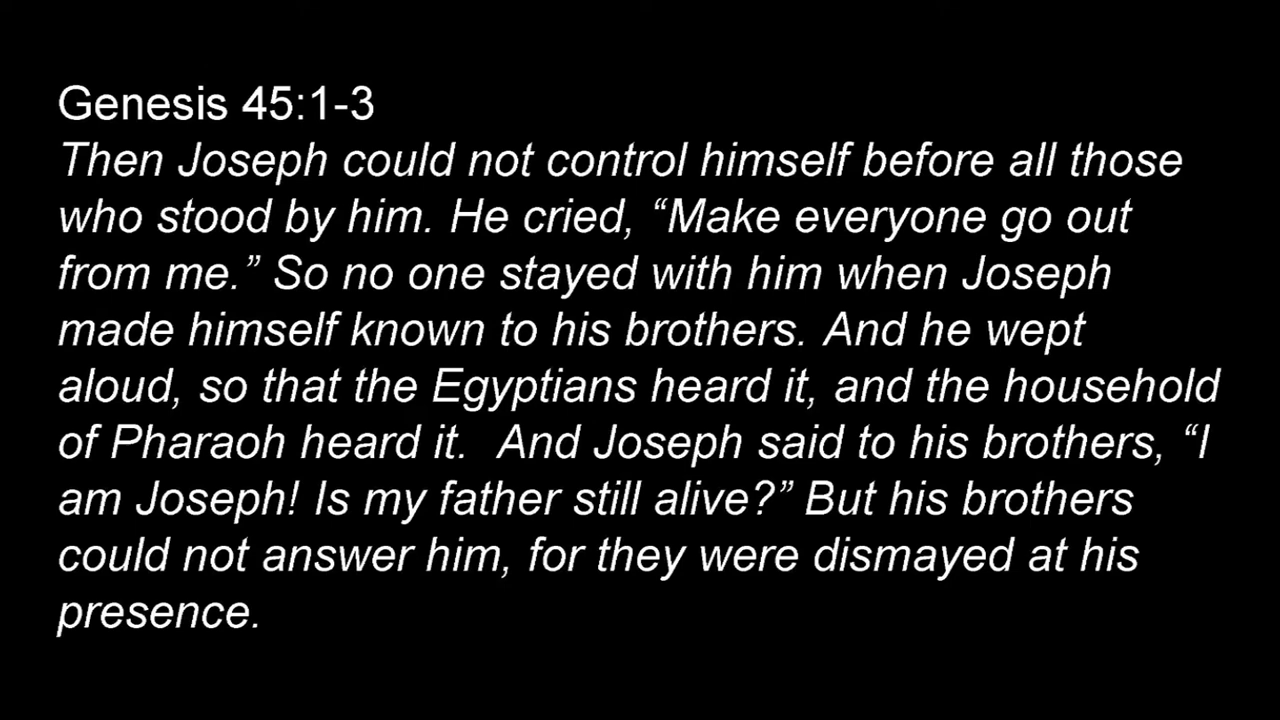 Genesis 45:1-3
Then Joseph could not control himself before all those
who stood by him. He cried, “Make everyone go out
from me.” So no one stayed with him when Joseph
made himself known to his brothers. And he wept
aloud, so that the Egyptians heard it, and the household
of Pharaoh heard it.  And Joseph said to his brothers, “I
am Joseph! Is my father still alive?” But his brothers
could not answer him, for they were dismayed at his
presence.